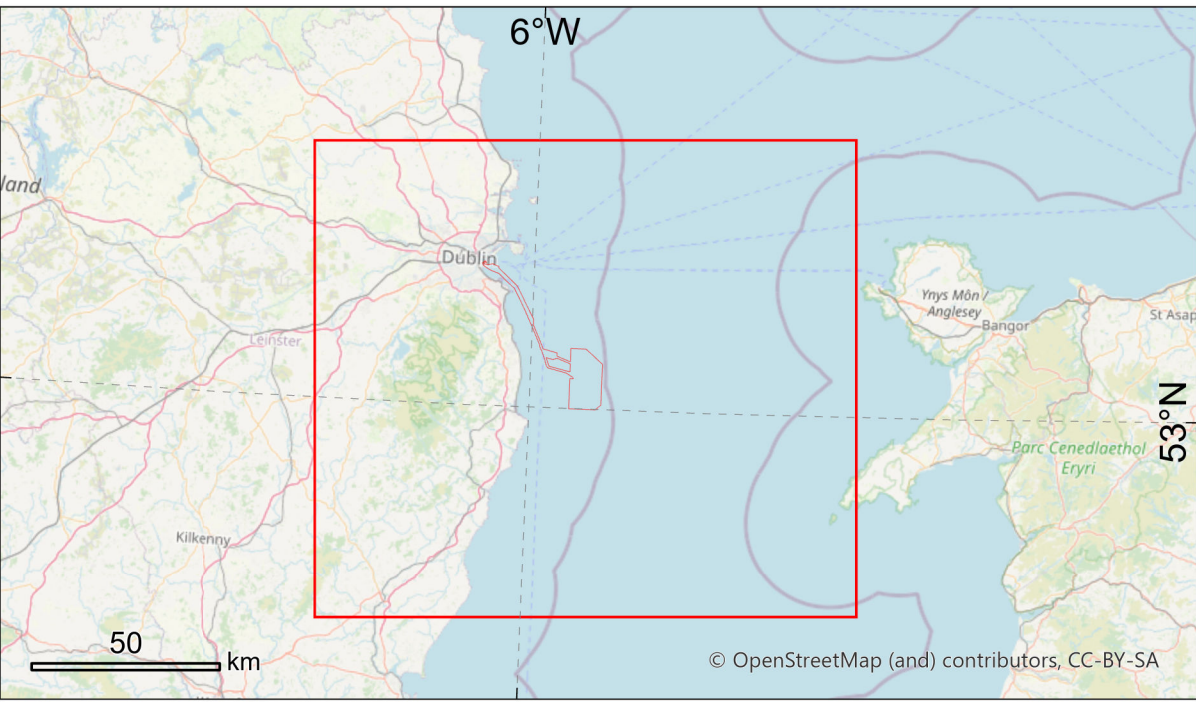 6°W
land
Dublin
Ynys Môn /
Anglesey
Bangor
St Asap
Leinster
53°N
Parc Cenedlaethol
Eryri
Kilkenny
50
km
© OpenStreetMap (and) contributors, CC-BY-SA